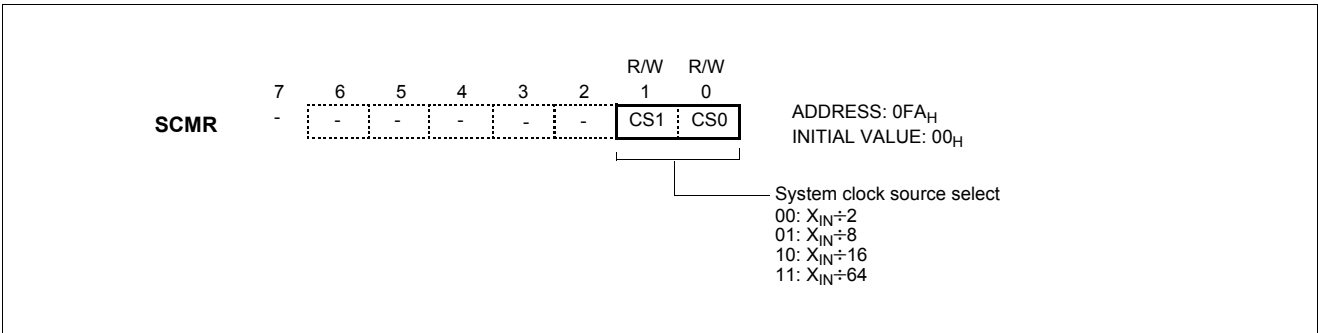 R/W R/W
7 6 5 4 3 2 1 0
SCMR - - - - - - CS1 CS0
ADDRESS: 0FAH
INITIAL VALUE: 00H
System clock source select
00: XIN÷2
01: XIN÷8
10: XIN÷16
11: XIN÷64